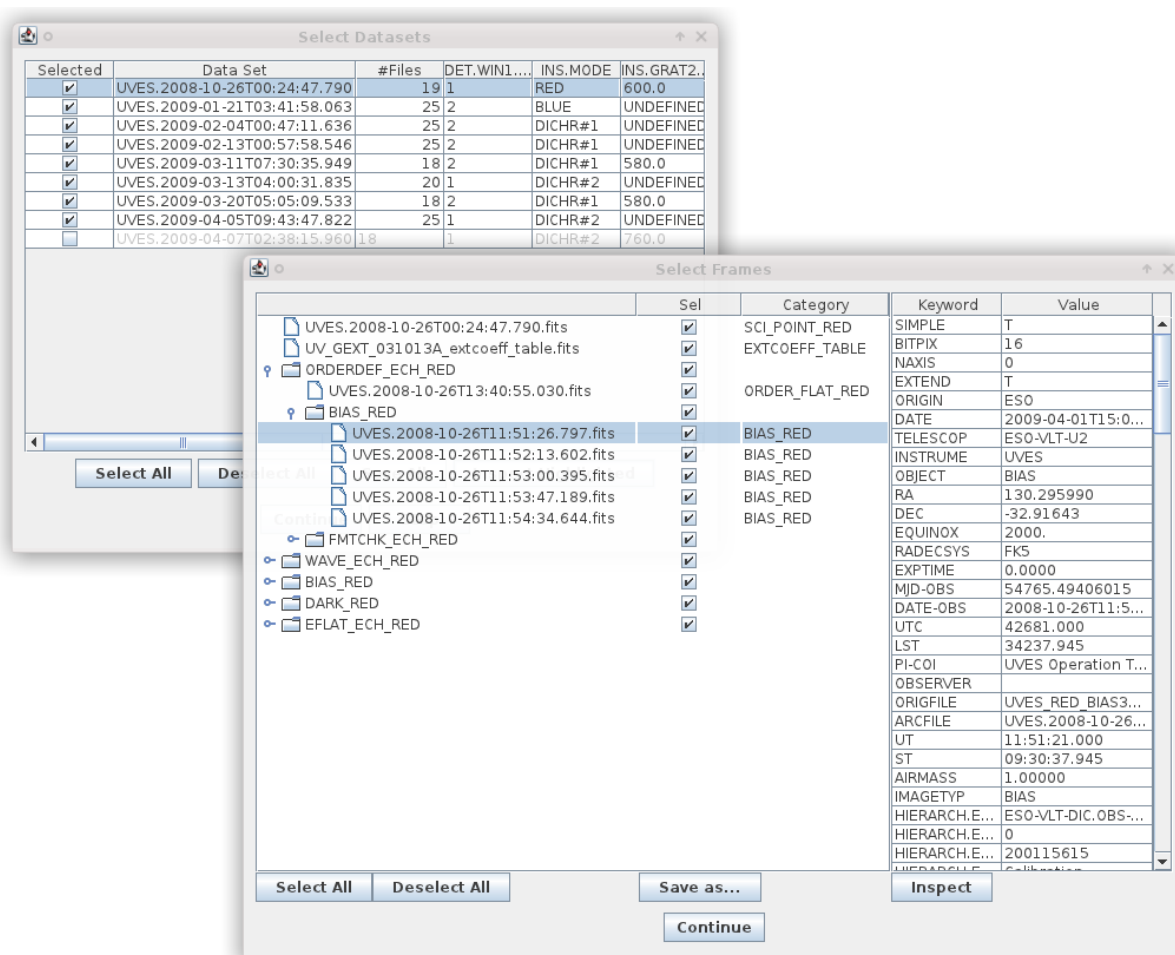 Select Datasets
Selected Data Set #Files DET.WIN1.... INS.MODE INS.GRAT2..
UVES.2008-10-26T00:24:47.790 19 1 RED 600.0
UVES.2009-01-21T03:41:58.063 25 2 BLUE UNDEFINED
UVES.2009-02-04T00:47:11.636 25 2 DICHR#1 UNDEFINED
UVES.2009-02-13T00:57:58.546 25 2 DICHR#1 UNDEFINED
UVES.2009-03-11T07:30:35.949 18 2 DICHR#1 580.0
UVES.2009-03-13T04:00:31.835 20 1 DICHR#2 UNDEFINED
UVES.2009-03-20T05:05:09.533 18 2 DICHR#1 580.0
UVES.2009-04-05T09:43:47.822 25 1 DICHR#2 UNDEFINED
UVES.2009-04-07T02:38:15.960 18 1 DICHR#2 760.0
Select All Deselect All
Continue
Select Frames
Sel Category
UVES.2008-10-26T00:24:47.790.fits SCI_POINT_RED
UV_GEXT_031013A_extcoeff_table.fits EXTCOEFF_TABLE
ORDERDEF_ECH_RED
UVES.2008-10-26T13:40:55.030.fits ORDER_FLAT_RED
BIAS_RED
UVES.2008-10-26T11:51:26.797.fits BIAS_RED
UVES.2008-10-26T11:52:13.602.fits BIAS_RED
UVES.2008-10-26T11:53:00.395.fits BIAS_RED
UVES.2008-10-26T11:53:47.189.fits BIAS_RED
UVES.2008-10-26T11:54:34.644.fits BIAS_RED
FMTCHK_ECH_RED
WAVE_ECH_RED
BIAS_RED
DARK_RED
EFLAT_ECH_RED
Keyword Value
SIMPLE T
BITPIX 16
NAXIS 0
EXTEND T
ORIGIN ESO
DATE 2009-04-01T15:0...
TELESCOP ESO-VLT-U2
INSTRUME UVES
OBJECT BIAS
RA 130.295990
DEC -32.91643
EQUINOX 2000.
RADECSYS FK5
EXPTIME 0.0000
MJD-OBS 54765.49406015
DATE-OBS 2008-10-26T11:5...
UTC 42681.000
LST 34237.945
PI-COI UVES Operation T...
OBSERVER
ORIGFILE UVES_RED_BIAS3...
ARCFILE UVES.2008-10-26...
UT 11:51:21.000
ST 09:30:37.945
AIRMASS 1.00000
IMAGETYP BIAS
HIERARCH.E... ESO-VLT-DIC.OBS-...
HIERARCH.E... 0
HIERARCH.E... 200115615
Select All Deselect All Save as... Inspect
Continue